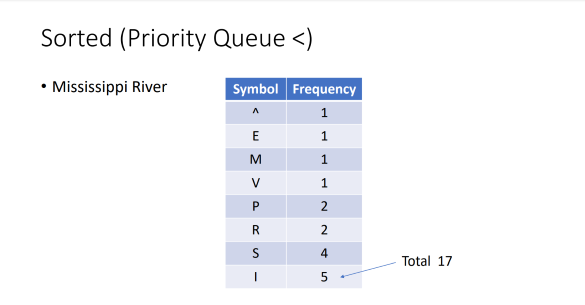 Sorted (Priority Queue <)
• Mississippi River
Symbol Frequency
^ 1
E 1
M 1
V 1
P 2
R 2
S 4
I 5
Total 17